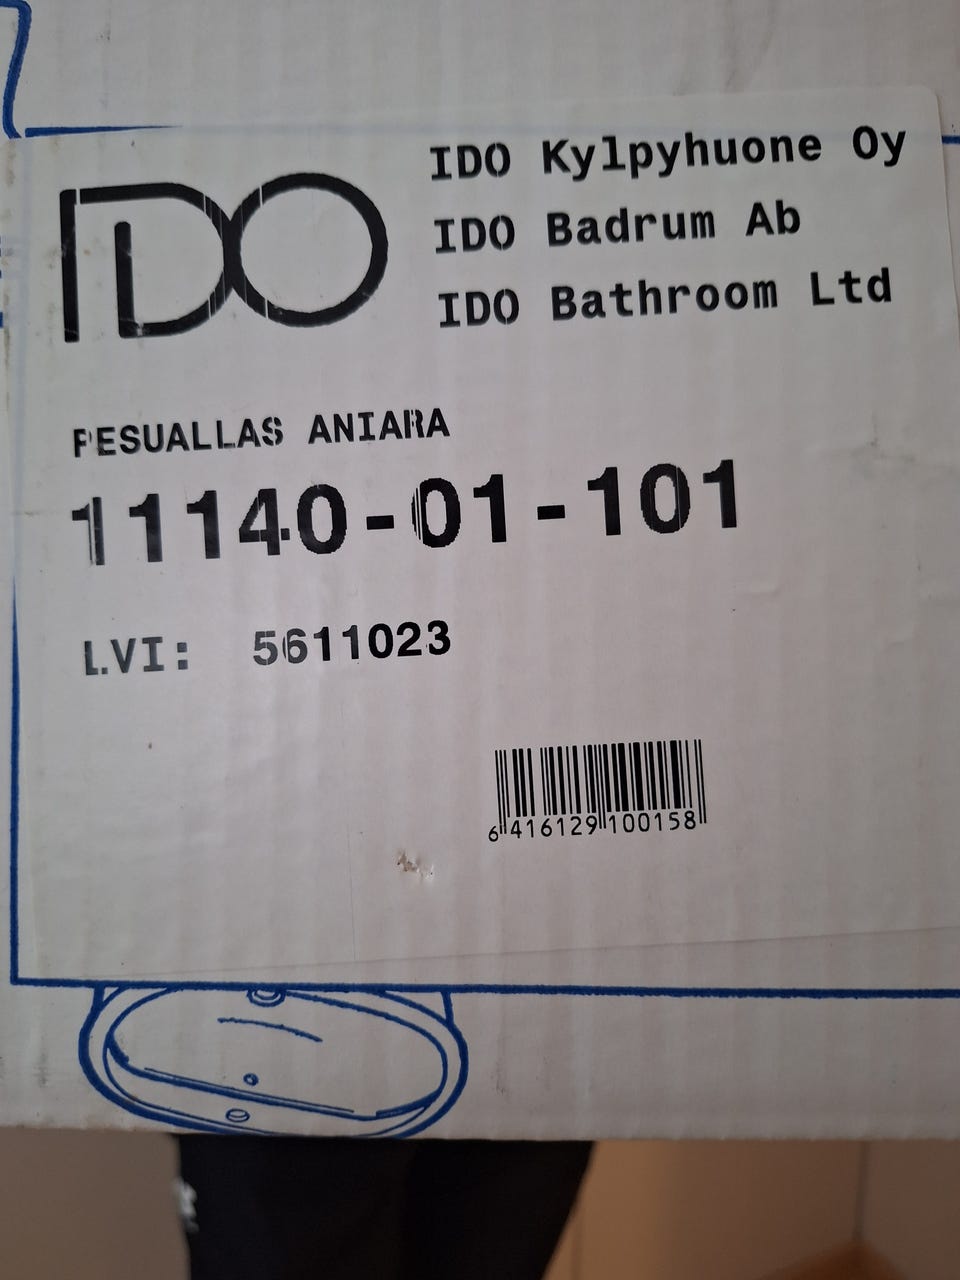 IDO
IDO Kylpyhuone Oy
IDO Badrum Ab
IDO Bathroom Ltd
PESUALLAS ANIARA
11140-01-101
LVI: 5611023
6 416129 100158